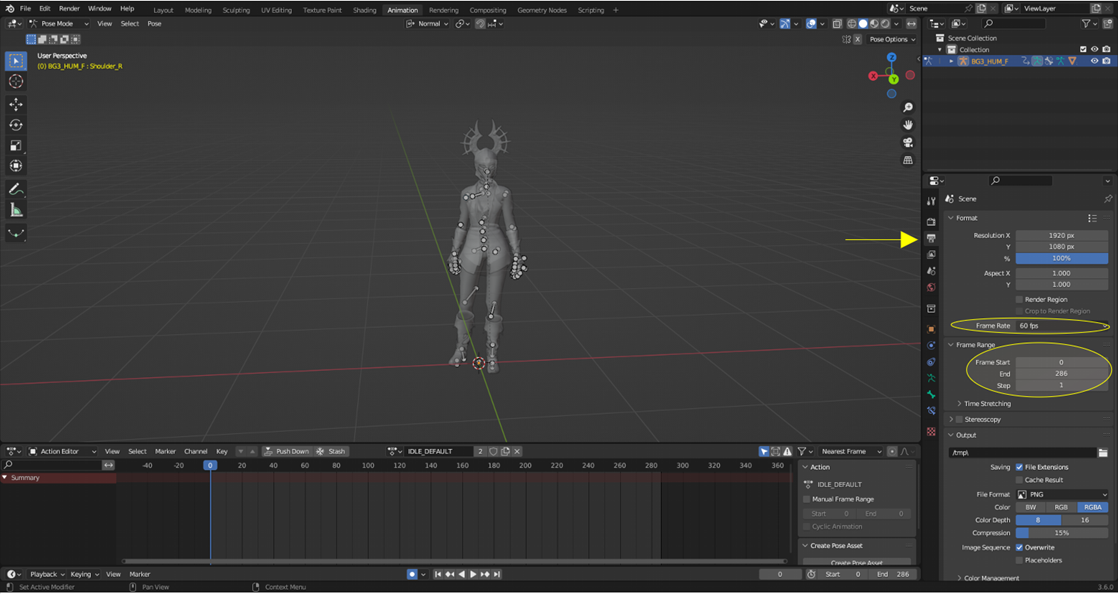 File Edit Render Window Help Layout Modeling Sculpting UV Editing Texture Paint Shading Animation Rendering Compositing Geometry Nodes Scripting + Scene ViewLayer
Pose Mode View Select Pose Normal
Pose Options
User Perspective
(0) BG3_HUM_F : Shoulder_R
Z
X
Y
Scene Collection
Collection
BG3_HUM_F
Scene
Format
Resolution X 1920 px
Y 1080 px
% 100%
Aspect X 1.000
Y 1.000
Render Region
Crop to Render Region
Frame Rate 60 fps
Frame Range
Frame Start 0
End 286
Step 1
Time Stretching
Stereoscopy
Output
/tmp\
Saving File Extensions
Cache Result
File Format PNG
Color BW RGB RGBA
Color Depth 8 16
Compression 15%
Image Sequence Overwrite
Placeholders
Color Management
Action Editor View Select Marker Channel Key Push Down Stash IDLE_DEFAULT 2 Nearest Frame
-40 -20 0 20 40 60 80 100 120 140 160 180 200 220 240 260 280 300 320 340 360
Summary
Action
IDLE_DEFAULT
Manual Frame Range
Start 0 End 0
Cyclic Animation
Create Pose Asset
Create Pose Asset
Playback Keying View Marker 0 Start 0 End 286
Set Active Modifier Pan View Context Menu 3.6.0